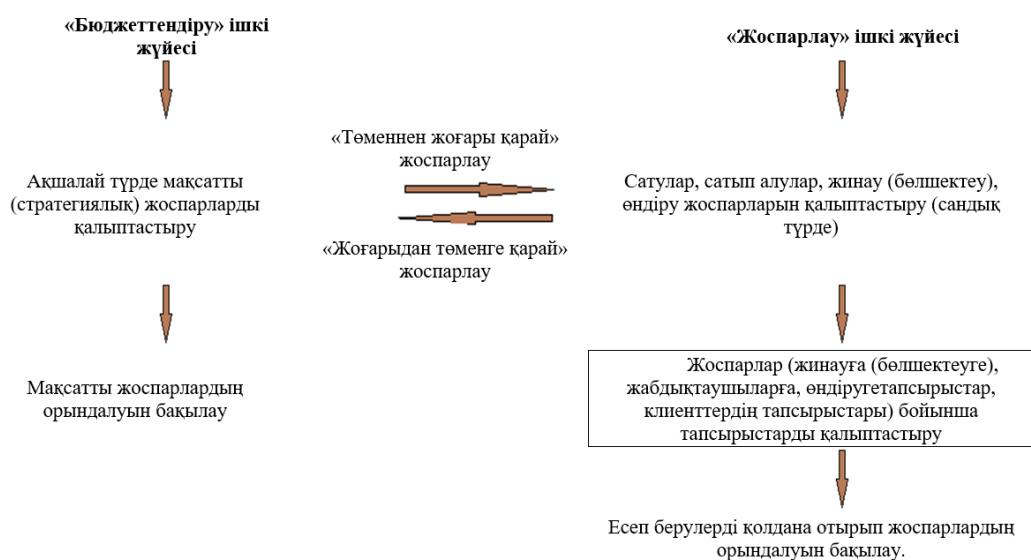 «Бюджеттендіру» ішкі
жүйесі
«Жоспарлау» ішкі жүйесі
«Төменнен жоғары қарай»
жоспарлау
Ақшалай түрде мақсатты
(стратегиялық) жоспарларды
қалыптастыру
Сатулар, сатып алулар, жинау (бөлшектеу),
өндіру жоспарларын қалыптастыру (сандық
түрде)
«Жоғарыдан төменге қарай»
жоспарлау
Мақсатты жоспарлардың
орындалуын бақылау
Жоспарлар (жинауға (бөлшектеуге),
жабдықтаушыларға, өндіругетапсырыстар,
клиенттердің тапсырыстары) бойынша
тапсырыстарды қалыптастыру
Есеп берулерді қолдана отырып жоспарлардың
орындалуын бақылау.